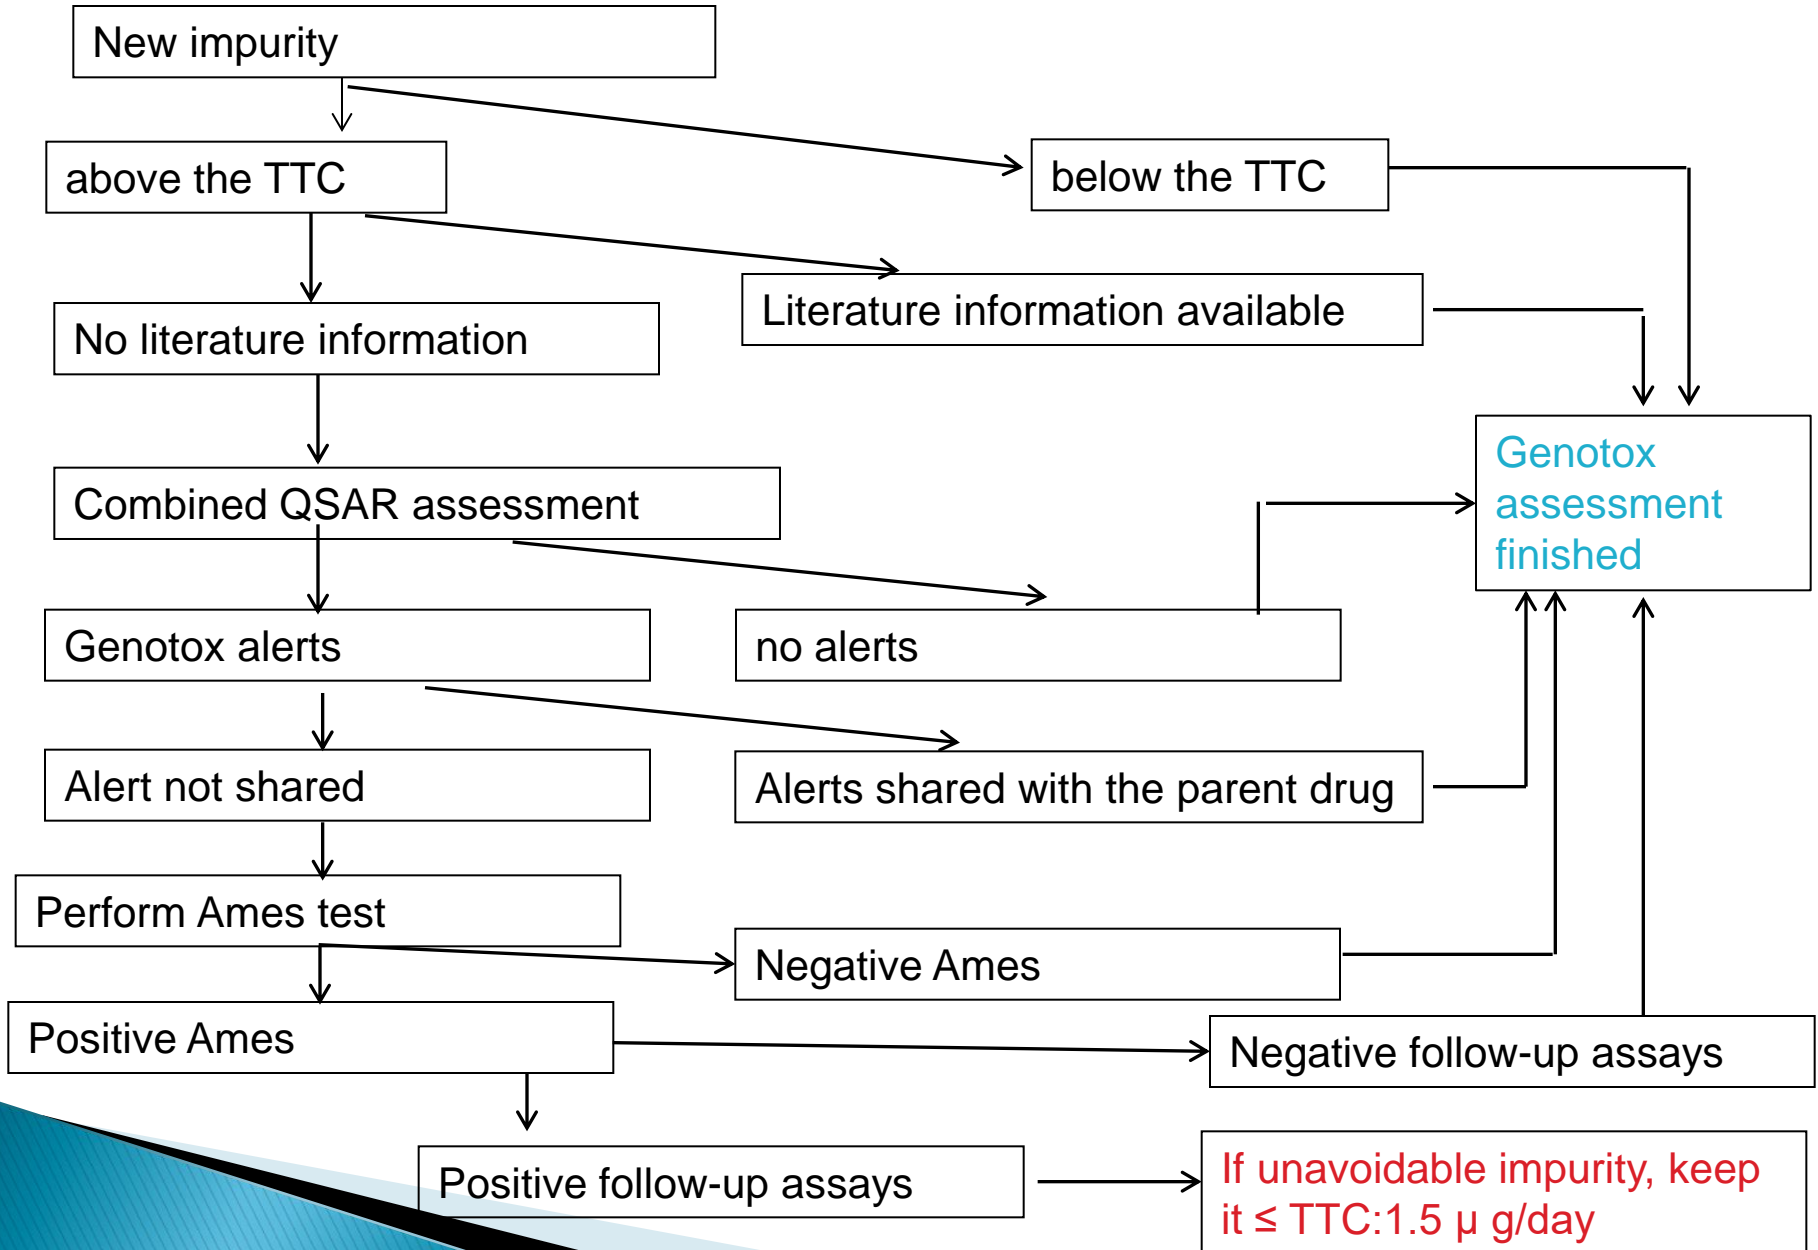 New impurity
above the TTC
below the TTC
Literature information available
No literature information
Combined QSAR assessment
Genotox
assessment
finished
Genotox alerts
no alerts
Alert not shared
Alerts shared with the parent drug
Perform Ames test
Negative Ames
Positive Ames
Negative follow-up assays
Positive follow-up assays
If unavoidable impurity, keep
it ≤ TTC:1.5 μ g/day